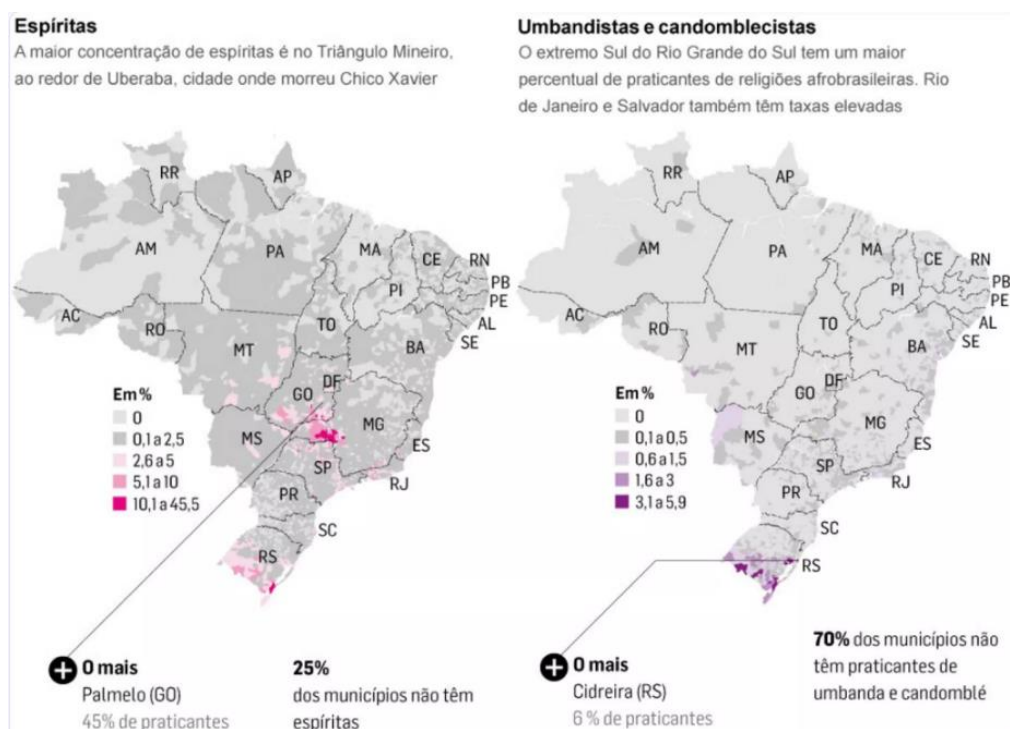 Espíritas
A maior concentração de espíritas é no Triângulo Mineiro,
ao redor de Uberaba, cidade onde morreu Chico Xavier
RR
AP
AM
PA
MA
CE
RN
PB
PE
AL
SE
PI
AC
RO
TO
BA
MT
DF
GO
MG
MS
ES
SP
RJ
PR
SC
RS
Em %
0
0,1 a 2,5
2,6 a 5
5,1 a 10
10,1 a 45,5
O mais
Palmelo (GO)
45% de praticantes
25%
dos municípios não têm
espíritas
Umbandistas e candomblecistas
O extremo Sul do Rio Grande do Sul tem um maior
percentual de praticantes de religiões afrobrasileiras. Rio
de Janeiro e Salvador também têm taxas elevadas
RR
AP
AM
PA
MA
CE
RN
PB
PE
AL
SE
PI
AC
RO
TO
BA
MT
DF
GO
MG
MS
ES
SP
RJ
PR
SC
RS
Em %
0
0,1 a 0,5
0,6 a 1,5
1,6 a 3
3,1 a 5,9
O mais
Cidreira (RS)
6 % de praticantes
70% dos municípios não
têm praticantes de
umbanda e candomblé